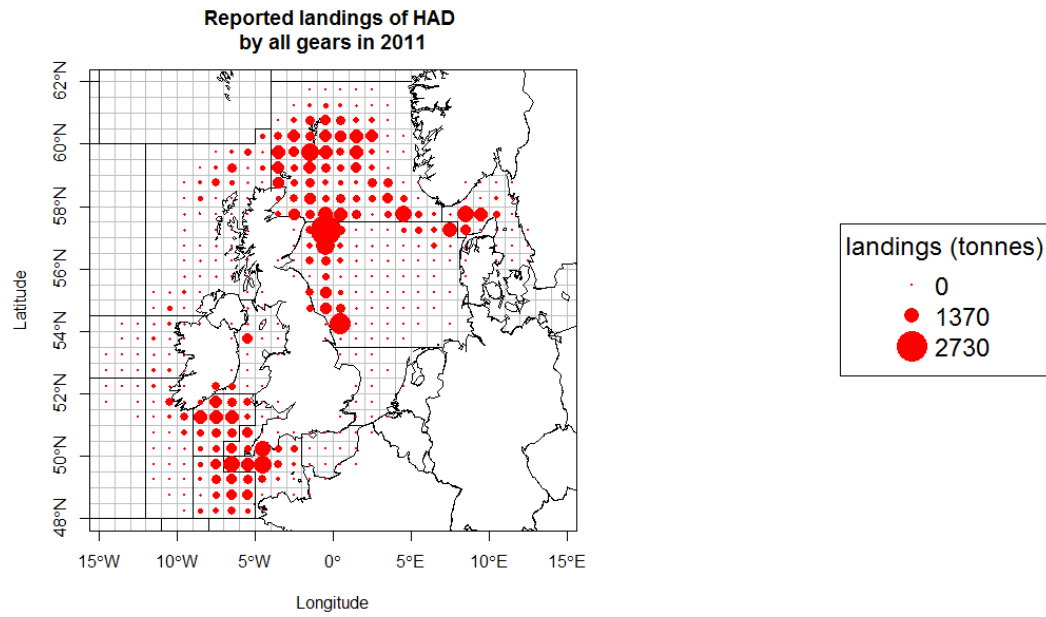 Reported landings of HAD
by all gears in 2011
62°N
60°N
58°N
56°N
54°N
52°N
50°N
48°N
Latitude
15°W 10°W 5°W 0° 5°E 10°E 15°E
Longitude
landings (tonnes)
0
1370
2730